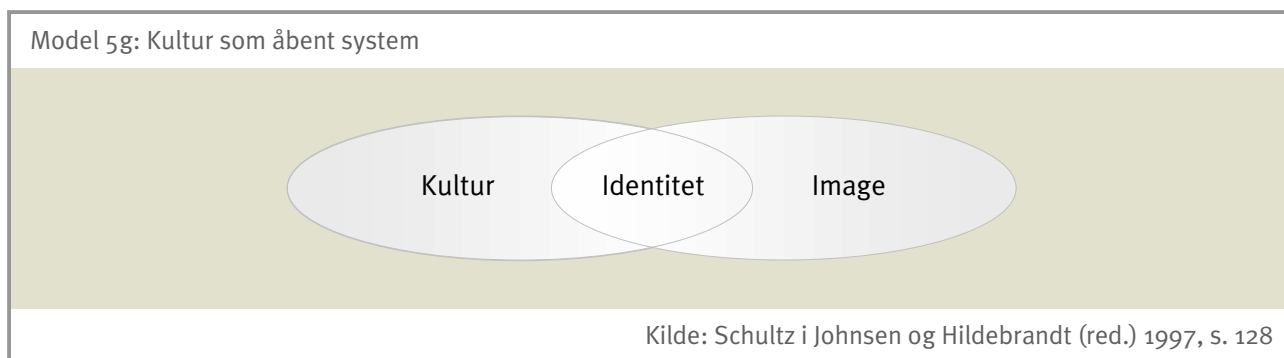 Model 5g: Kultur som åbent system
Kultur Identitet Image
Kilde: Schultz i Johnsen og Hildebrandt (red.) 1997, s. 128